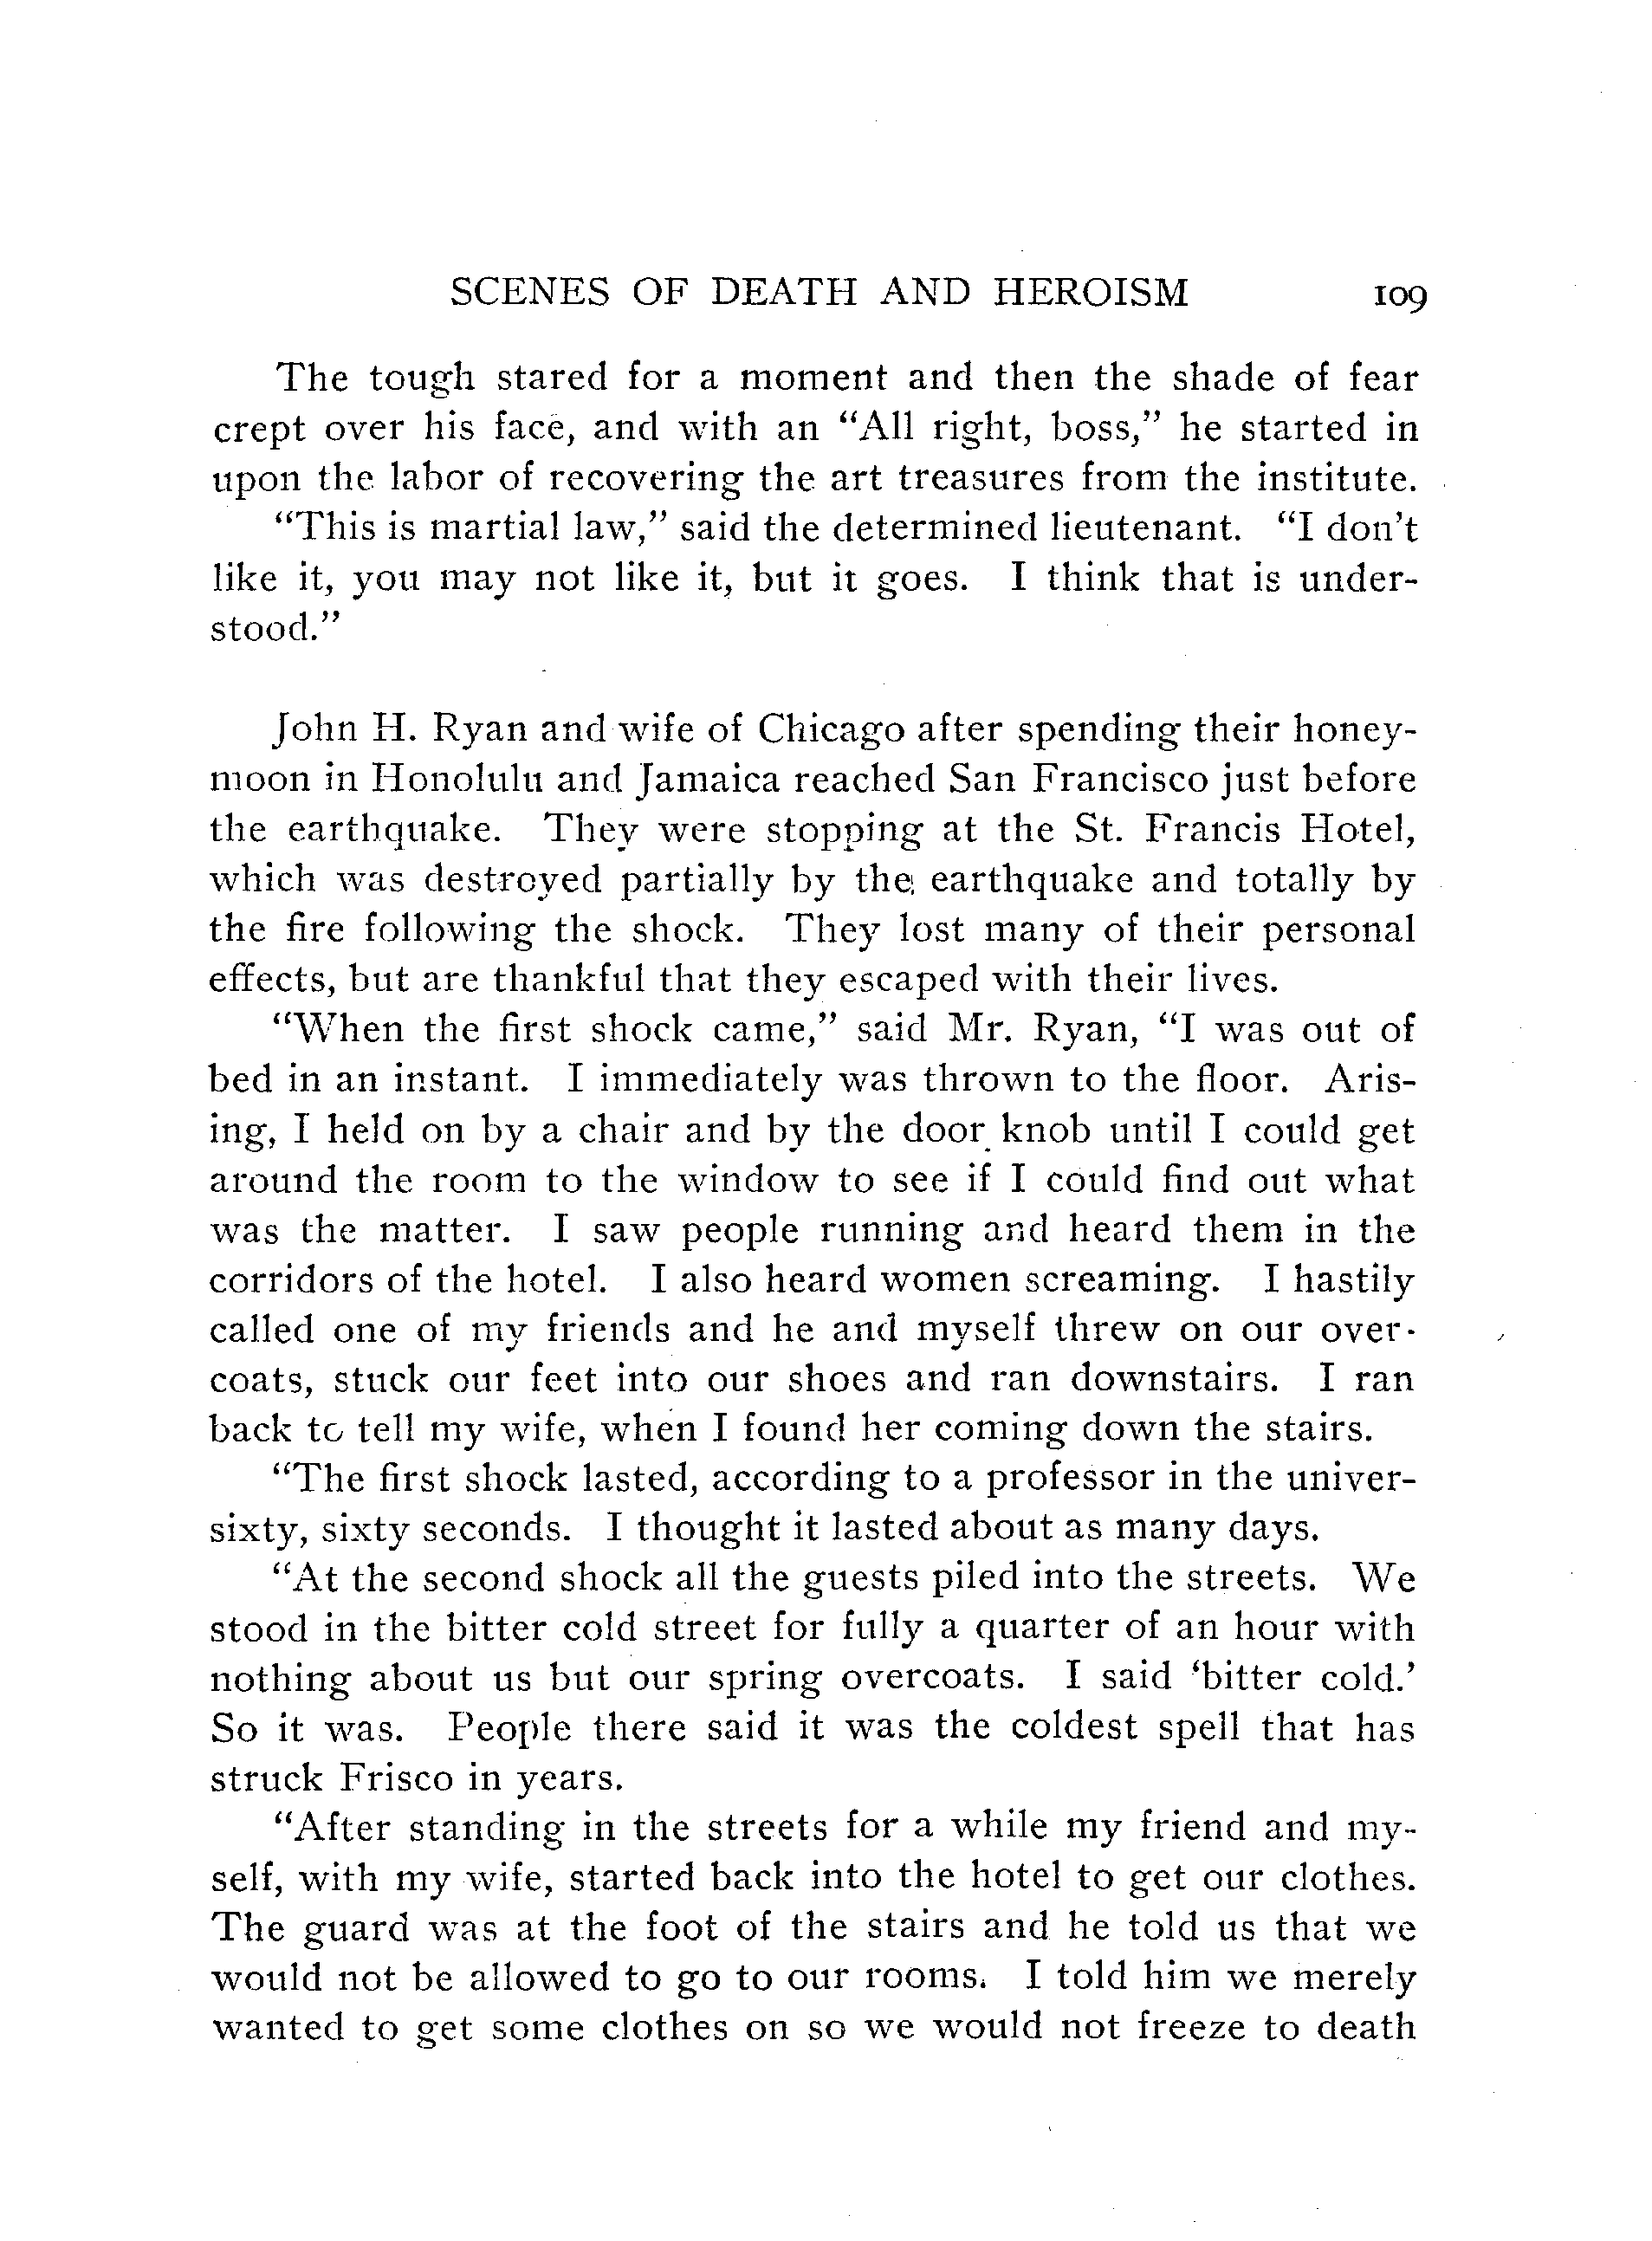 SCENES OF DEATH AND HEROISM 109
The tough stared for a moment and then the shade of fear
crept over his face, and with an “All right, boss,” he started in
upon the labor of recovering the art treasures from the institute.
“This is martial law,” said the determined lieutenant. “I don’t
like it, you may not like it, but it goes. I think that is under-
stood.”
John H. Ryan and wife of Chicago after spending their honey-
moon in Honolulu and Jamaica reached San Francisco just before
the earthquake. They were stopping at the St. Francis Hotel,
which was destroyed partially by the earthquake and totally by
the fire following the shock. They lost many of their personal
effects, but are thankful that they escaped with their lives.
“When the first shock came,” said Mr. Ryan, “I was out of
bed in an instant. I immediately was thrown to the floor. Aris-
ing, I held on by a chair and by the door knob until I could get
around the room to the window to see if I could find out what
was the matter. I saw people running and heard them in the
corridors of the hotel. I also heard women screaming. I hastily
called one of my friends and he and myself threw on our over-
coats, stuck our feet into our shoes and ran downstairs. I ran
back to tell my wife, when I found her coming down the stairs.
“The first shock lasted, according to a professor in the univer-
sixty, sixty seconds. I thought it lasted about as many days.
“At the second shock all the guests piled into the streets. We
stood in the bitter cold street for fully a quarter of an hour with
nothing about us but our spring overcoats. I said ‘bitter cold.’
So it was. People there said it was the coldest spell that has
struck Frisco in years.
“After standing in the streets for a while my friend and my-
self, with my wife, started back into the hotel to get our clothes.
The guard was at the foot of the stairs and he told us that we
would not be allowed to go to our rooms. I told him we merely
wanted to get some clothes on so we would not freeze to death